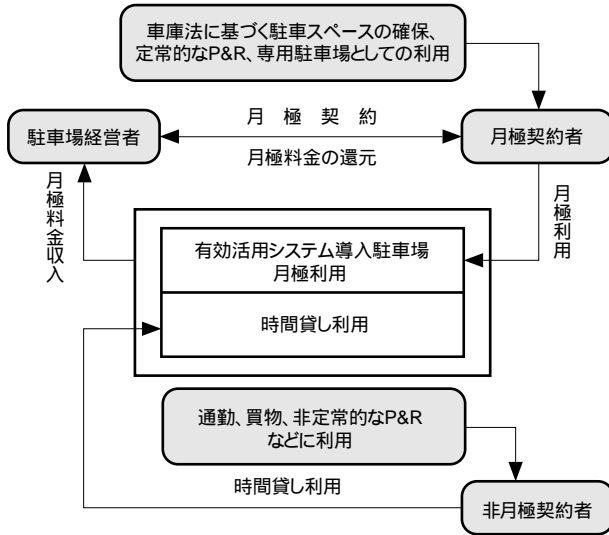 車庫法に基づく駐車スペースの確保、
定常的なP&R、専用駐車場としての利用
駐車場経営者
月極契約
月極料金の還元
月極契約者
月極料金収入
月極利用
有効活用システム導入駐車場
月極利用
時間貸し利用
通勤、買物、非定常的なP&R
などに利用
時間貸し利用
非月極契約者